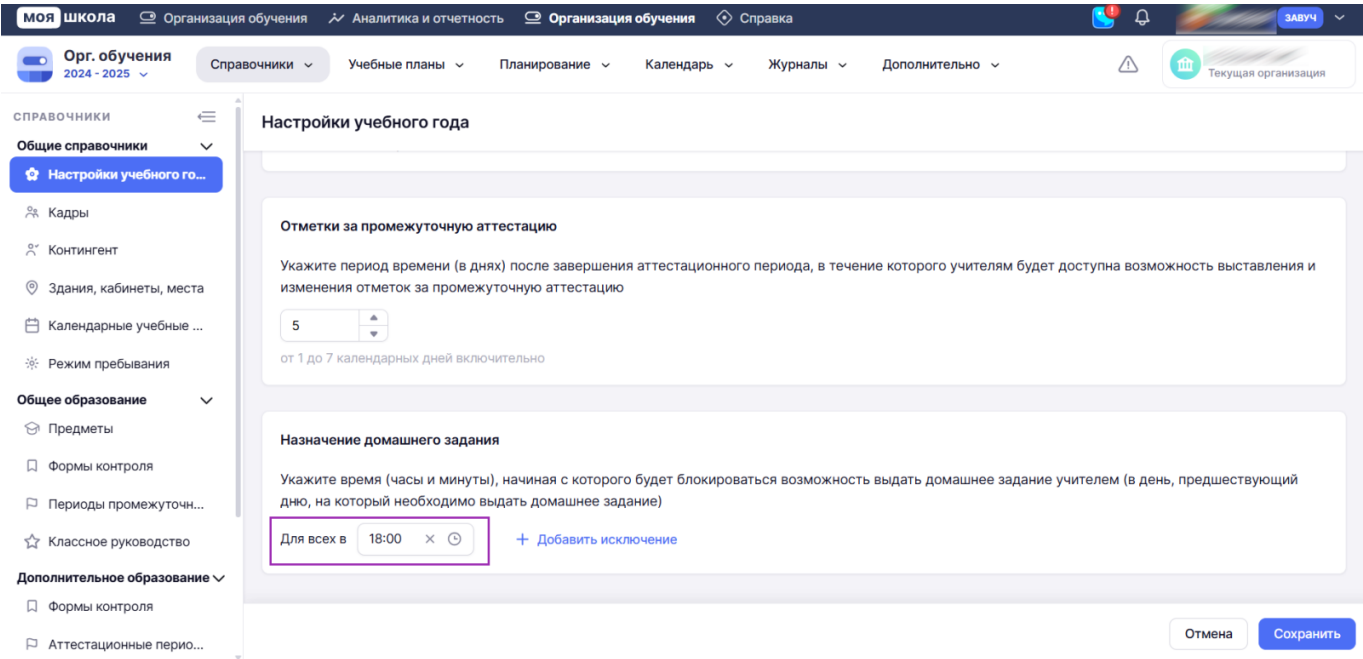 моя школа Организация обучения Аналитика и отчетность Организация обучения Справка ЗАВУЧ
Орг. обучения
2024 - 2025
Справочники Учебные планы Планирование Календарь Журналы Дополнительно
Текущая организация
СПРАВОЧНИКИ
Общие справочники
Настройки учебного го...
Кадры
Контингент
Здания, кабинеты, места
Календарные учебные ...
Режим пребывания
Общее образование
Предметы
Формы контроля
Периоды промежуточн...
Классное руководство
Дополнительное образование
Формы контроля
Аттестационные перио...
Настройки учебного года
Отметки за промежуточную аттестацию
Укажите период времени (в днях) после завершения аттестационного периода, в течение которого учителям будет доступна возможность выставления и
изменения отметок за промежуточную аттестацию
5
от 1 до 7 календарных дней включительно
Назначение домашнего задания
Укажите время (часы и минуты), начиная с которого будет блокироваться возможность выдать домашнее задание учителем (в день, предшествующий
дню, на который необходимо выдать домашнее задание)
Для всех в 18:00 + Добавить исключение
Отмена Сохранить